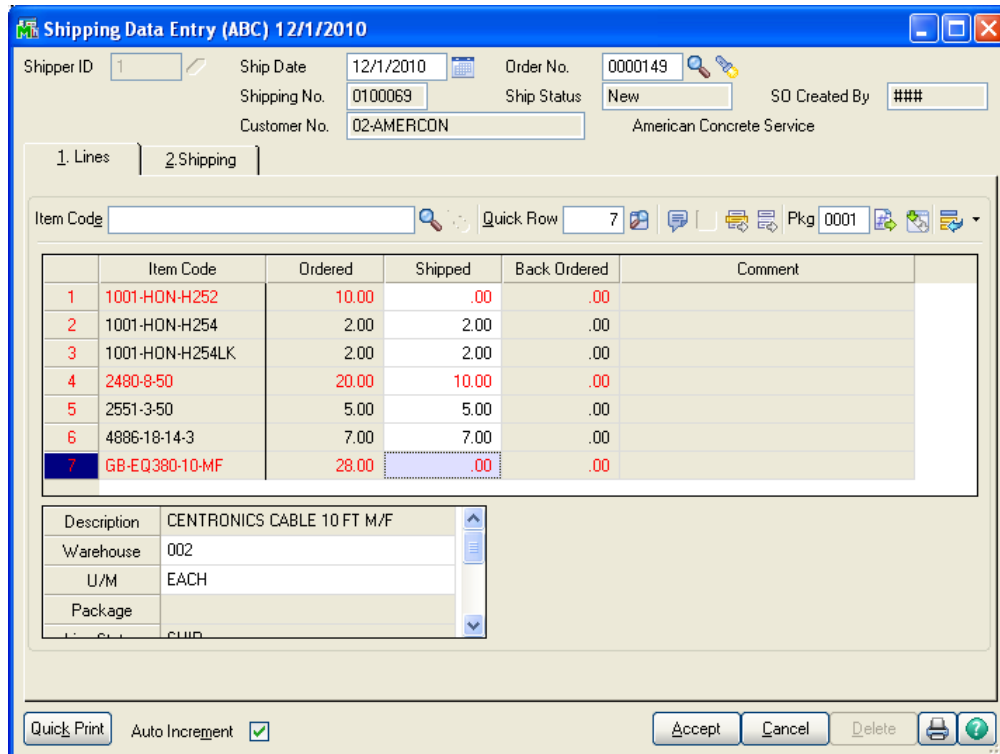 Shipping Data Entry (ABC) 12/1/2010
Shipper ID 1 Ship Date 12/1/2010 Order No. 0000149
Shipping No. 0100069 Ship Status New SO Created By ###
Customer No. 02-AMERCON American Concrete Service
1. Lines 2.Shipping
Item Code Quick Row 7 Pkg 0001
Item Code Ordered Shipped Back Ordered Comment
1 1001-HON-H252 10.00 .00 .00
2 1001-HON-H254 2.00 2.00 .00
3 1001-HON-H254LK 2.00 2.00 .00
4 2480-8-50 20.00 10.00 .00
5 2551-3-50 5.00 5.00 .00
6 4886-18-14-3 7.00 7.00 .00
7 GB-EQ380-10-MF 28.00 .00 .00
Description CENTRONICS CABLE 10 FT M/F
Warehouse 002
U/M EACH
Package
Quick Print Auto Increment Accept Cancel Delete